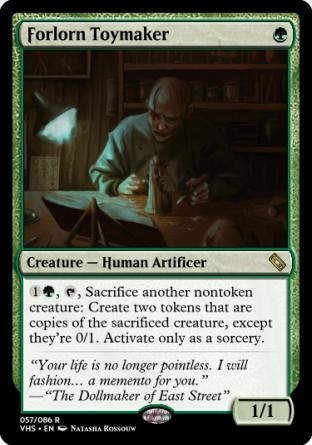 Forlorn Toymaker
Creature — Human Artificer
1, Sacrifice another nontoken
creature: Create two tokens that are
copies of the sacrificed creature, except
they’re 0/1. Activate only as a sorcery.
“Your life is no longer pointless. I will
fashion… a memento for you.”
—“The Dollmaker of East Street”
057/086 R
VHS • EN Natasha Rossouw
1/1